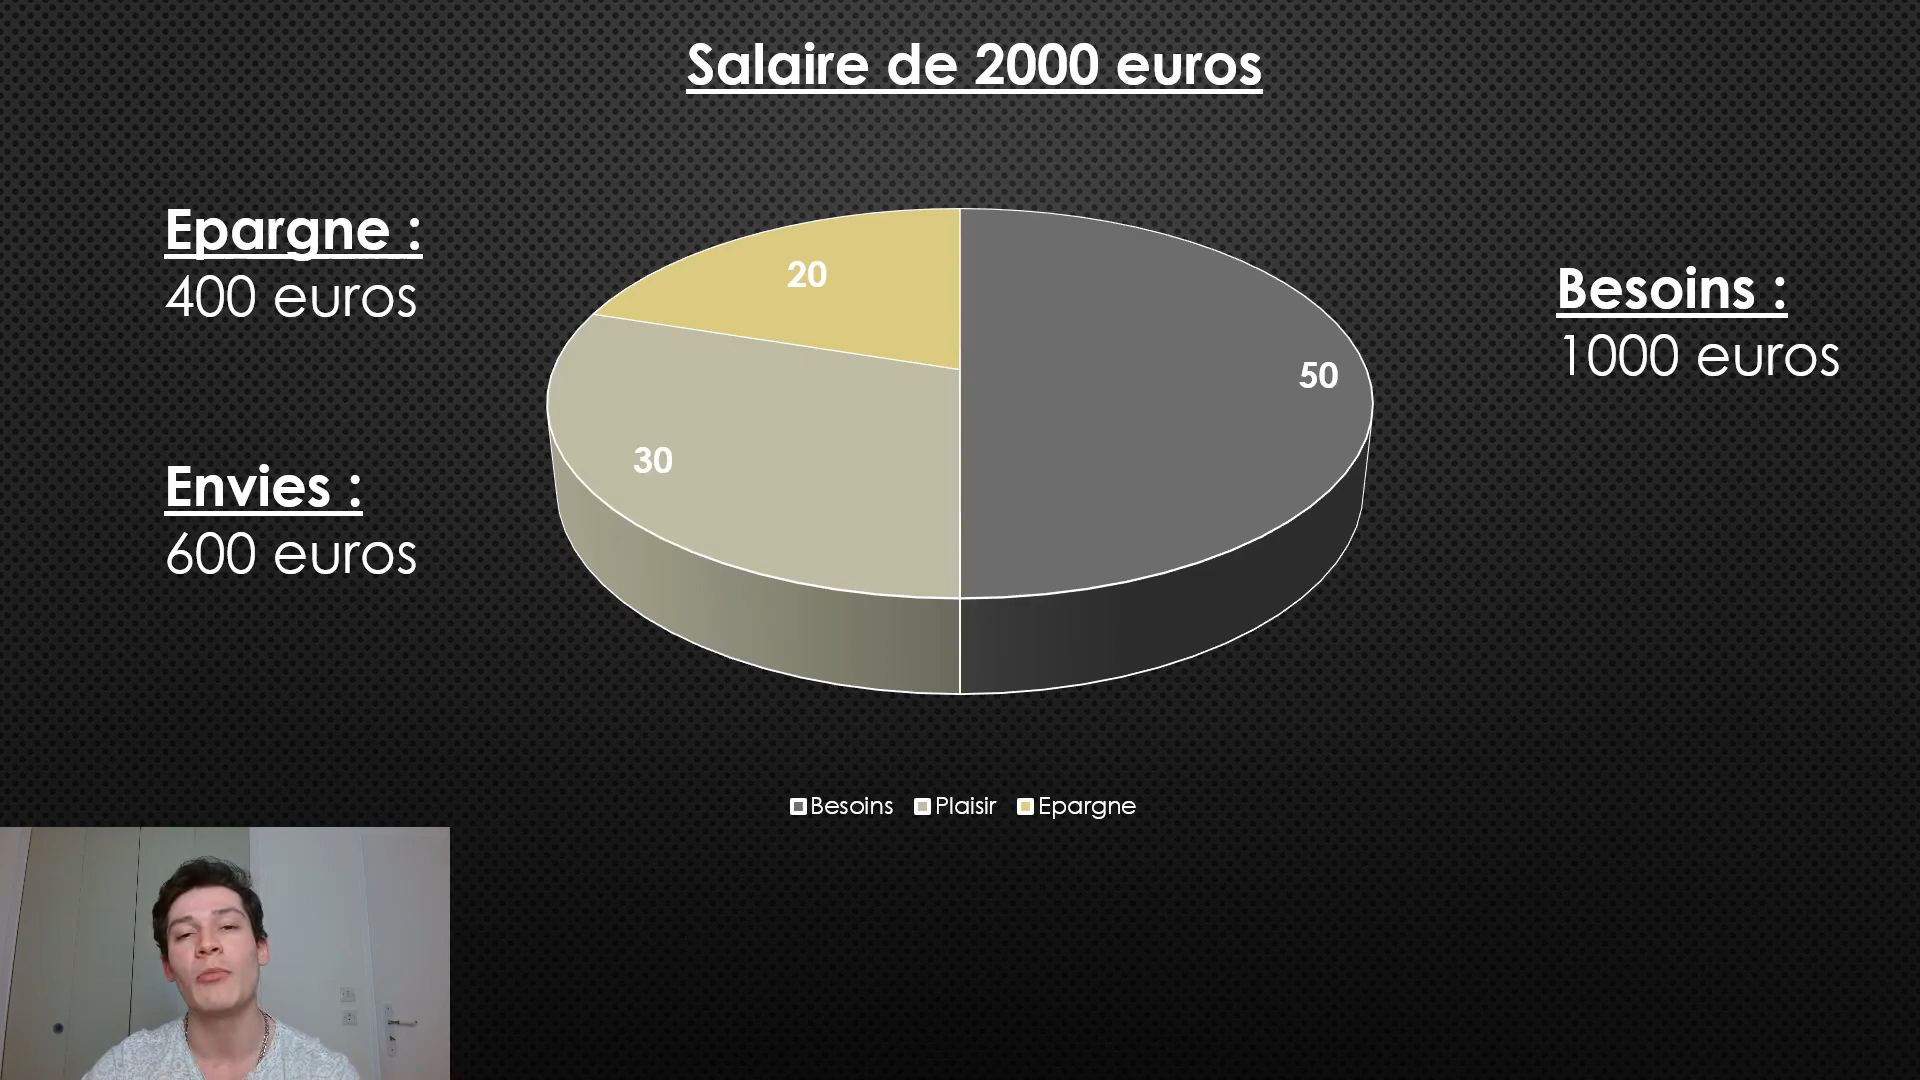 Salaire de 2000 euros
Epargne :
400 euros
Envies :
600 euros
20
30
50
Besoins :
1000 euros
Besoins Plaisir Epargne